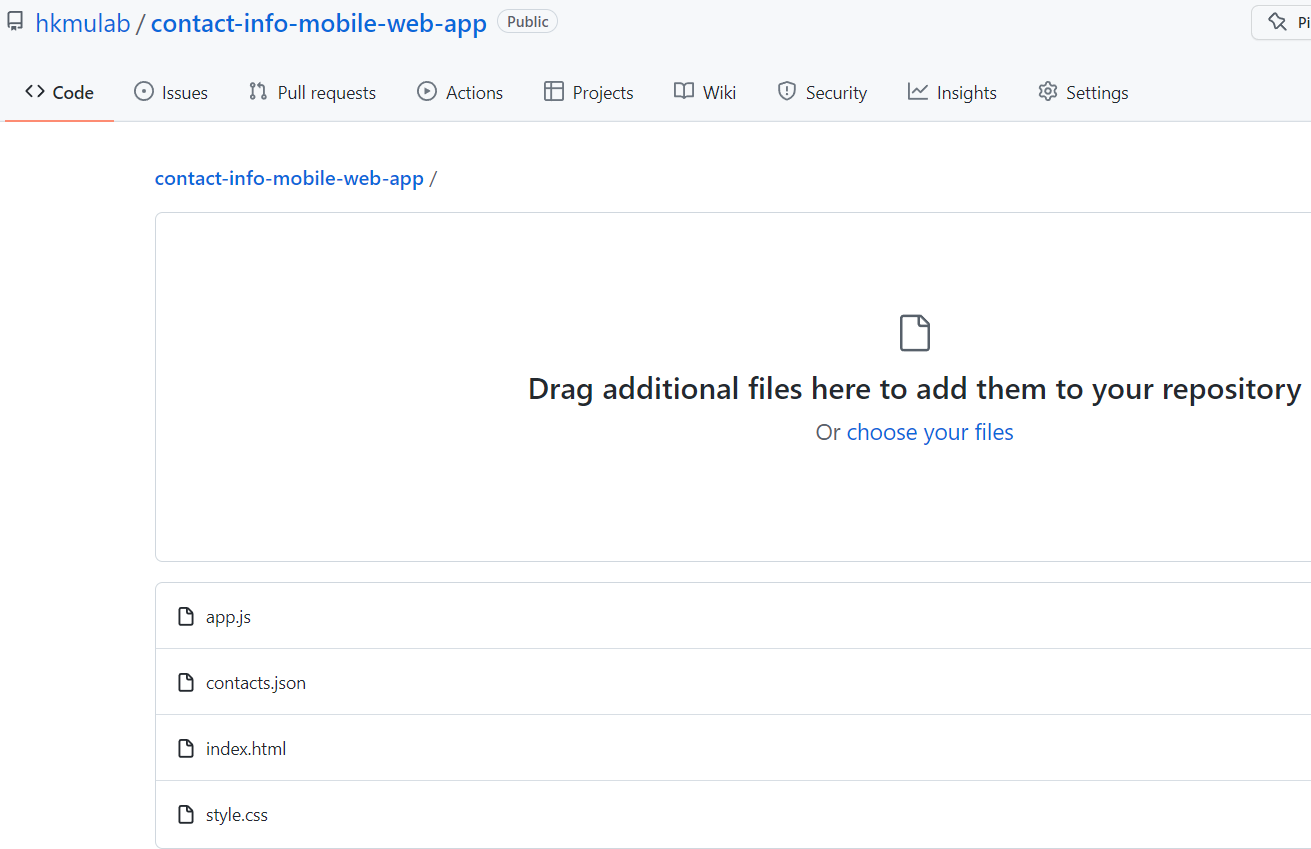 hkmulab / contact-info-mobile-web-app Public
Code Issues Pull requests Actions Projects Wiki Security Insights Settings
contact-info-mobile-web-app /
Drag additional files here to add them to your repository
Or choose your files
app.js
contacts.json
index.html
style.css